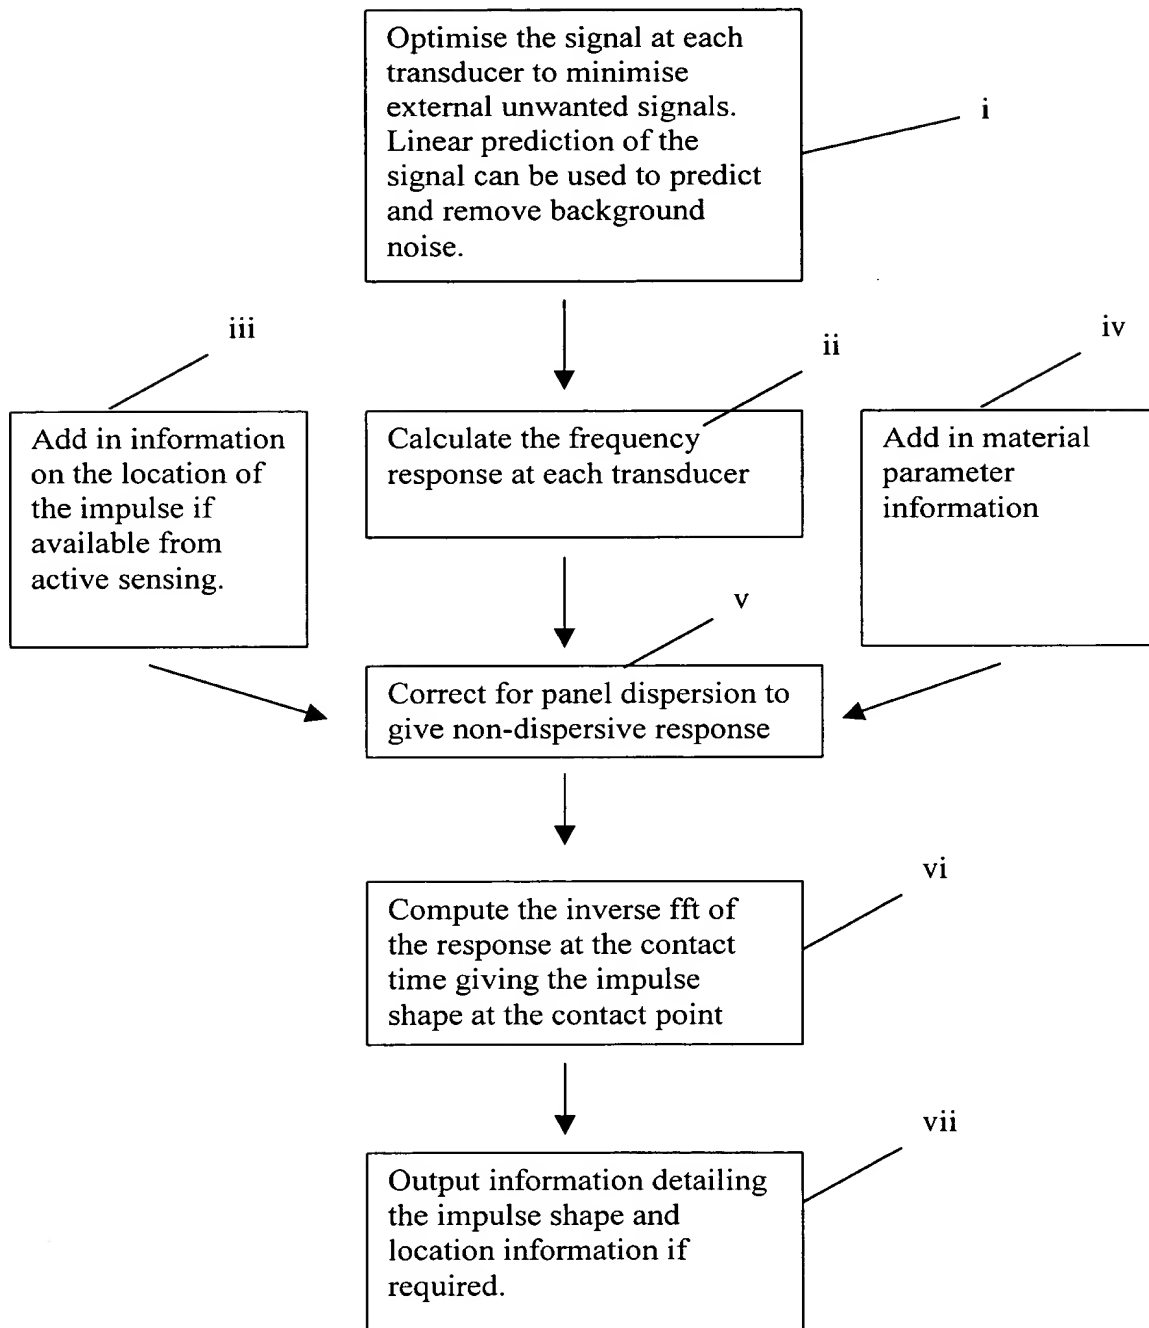 Optimise the signal at each
transducer to minimise
external unwanted signals.
Linear prediction of the
signal can be used to predict
and remove background
noise.
i
iii
ii
iv
Add in information
on the location of
the impulse if
available from
active sensing.
Calculate the frequency
response at each transducer
Add in material
parameter
information
v
Correct for panel dispersion to
give non-dispersive response
vi
Compute the inverse fft of
the response at the contact
time giving the impulse
shape at the contact point
vii
Output information detailing
the impulse shape and
location information if
required.